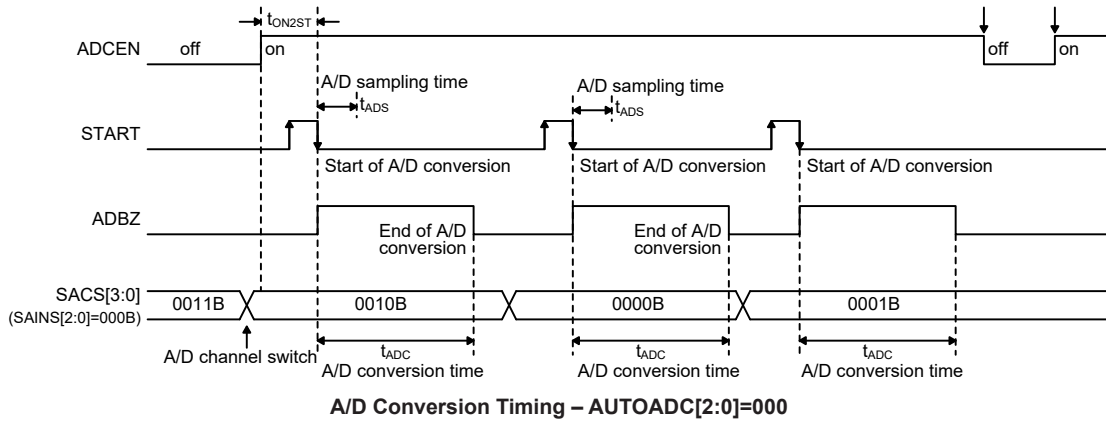 tON2ST
ADCEN off on off on
A/D sampling time A/D sampling time
tADS tADS
START
Start of A/D conversion Start of A/D conversion Start of A/D conversion
ADBZ
End of A/D conversion End of A/D conversion
SACS[3:0]
(SAINS[2:0]=000B)
0011B 0010B 0000B 0001B
A/D channel switch
tADC tADC tADC
A/D conversion time A/D conversion time A/D conversion time
A/D Conversion Timing – AUTOADC[2:0]=000